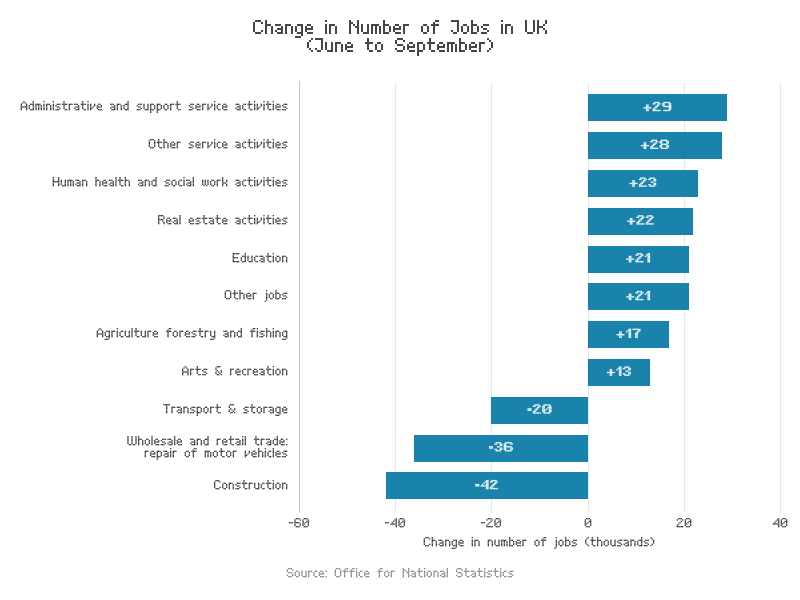 Change in Number of Jobs in UK
(June to September)
Administrative and support service activities
+29
Other service activities
+28
Human health and social work activities
+23
Real estate activities
+22
Education
+21
Other jobs
+21
Agriculture forestry and fishing
+17
Arts & recreation
+13
Transport & storage
-20
Wholesale and retail trade:
repair of motor vehicles
-36
Construction
-42
-60 -40 -20 0 20 40
Change in number of jobs (thousands)
Source: Office for National Statistics